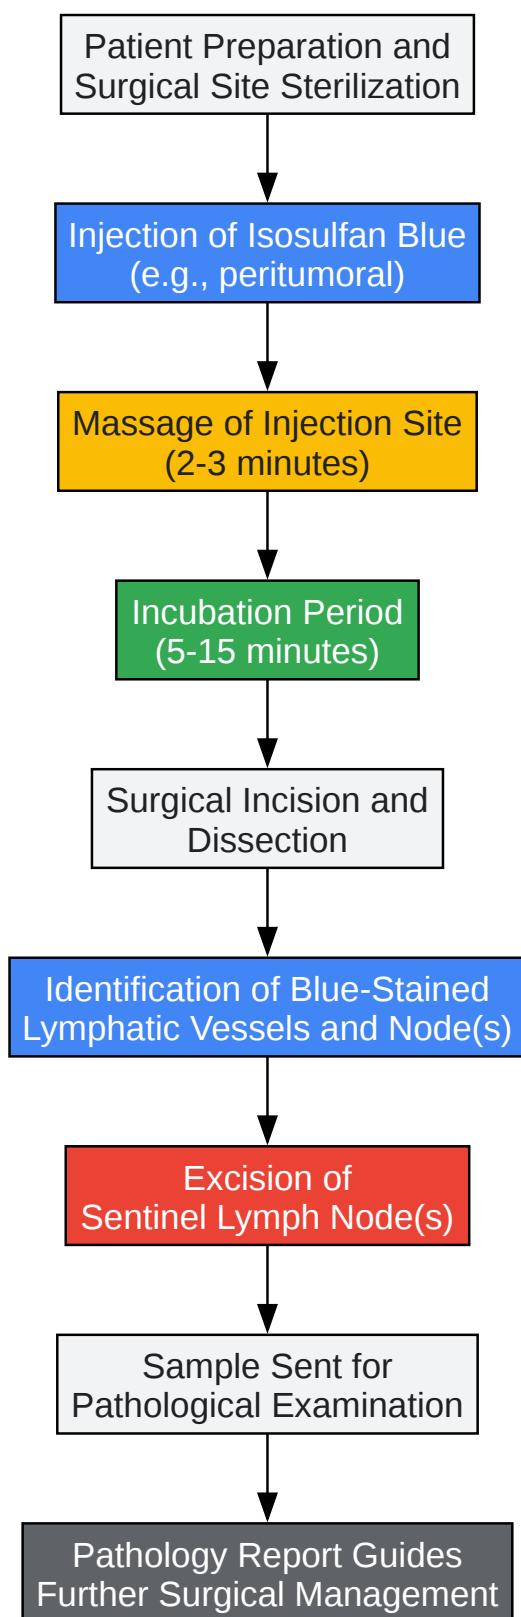 Patient Preparation and
Surgical Site Sterilization
Injection of Isosulfan Blue
(e.g., peritumoral)
Massage of Injection Site
(2-3 minutes)
Incubation Period
(5-15 minutes)
Surgical Incision and
Dissection
Identification of Blue-Stained
Lymphatic Vessels and Node(s)
Excision of
Sentinel Lymph Node(s)
Sample Sent for
Pathological Examination
Pathology Report Guides
Further Surgical Management